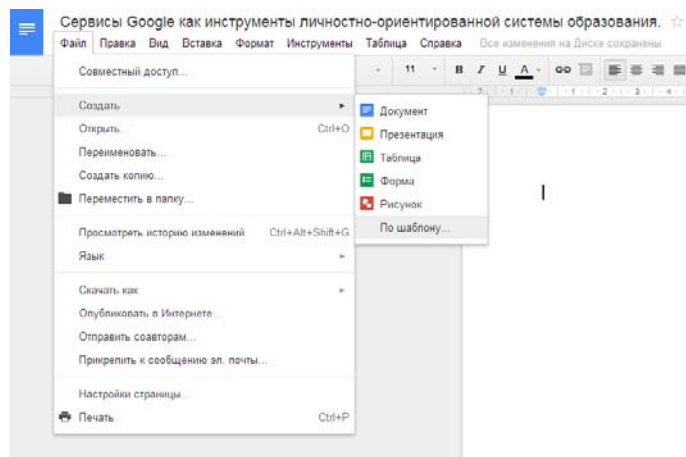 Сервисы Google как инструменты личностно-ориентированной системы образования.
Файл Правка Вид Вставка Формат Инструменты Таблица Справка Все изменения на Диске сохранены
Совместный доступ...
11 B I U A
Создать
Документ
Открыть... Ctrl+O
Презентация
Переименовать...
Таблица
Создать копию...
Форма
Переместить в папку...
Рисунок
Просмотреть историю изменений Ctrl+Alt+Shift+G
По шаблону...
Язык
Скачать как
Опубликовать в Интернете...
Отправить соавторам...
Прикрепить к сообщению эл. почты...
Настройки страницы...
Печать Ctrl+P